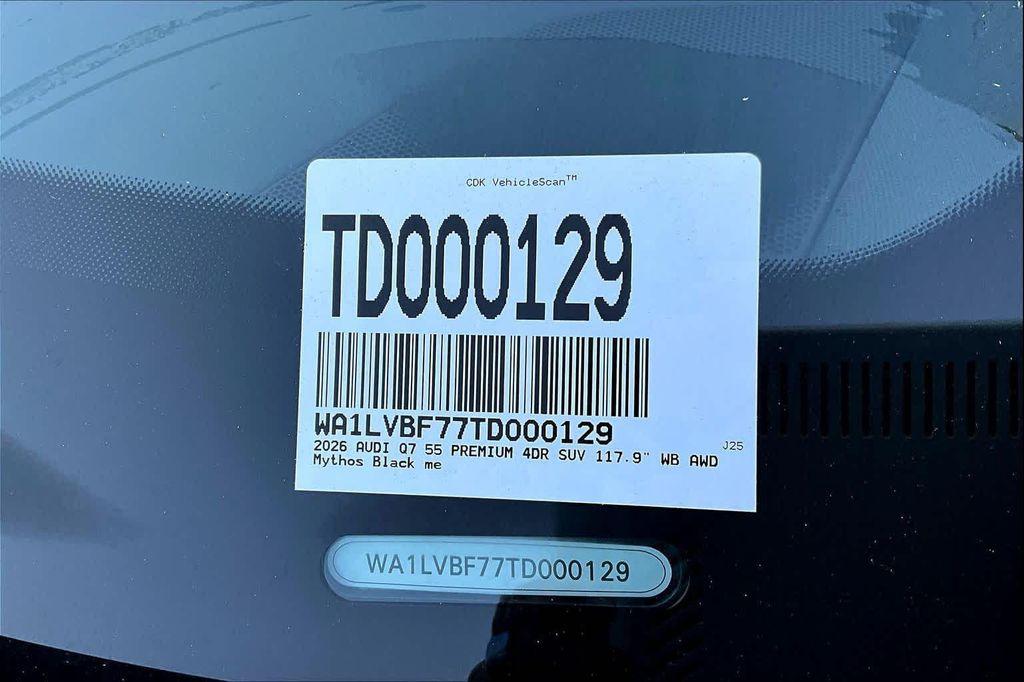 CDK VehicleScan™
TD000129
WA1LVBF77TD000129
2026 AUDI Q7 55 PREMIUM 4DR SUV 117.9" WB AWD
J25
Mythos Black me
WA1LVBF77TD000129